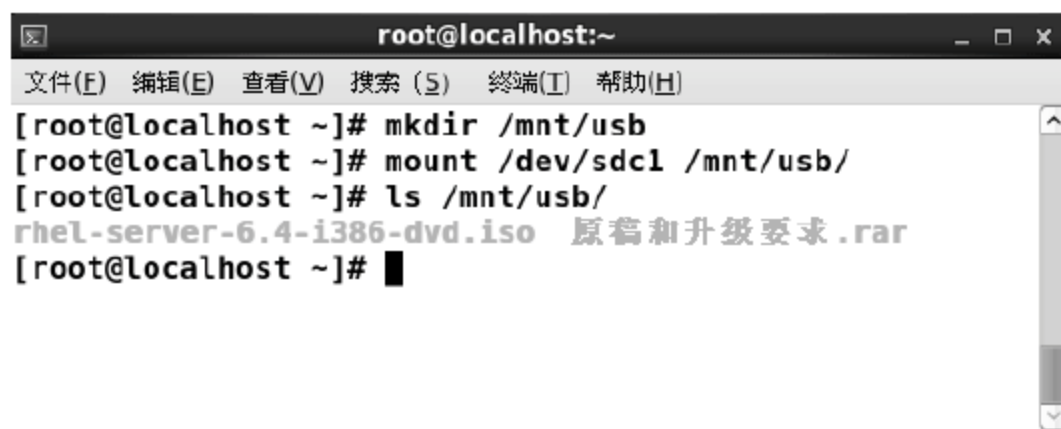 root@localhost:~
文件(F) 编辑(E) 查看(V) 搜索 (S) 终端(T) 帮助(H)
[root@localhost ~]# mkdir /mnt/usb
[root@localhost ~]# mount /dev/sdc1 /mnt/usb/
[root@localhost ~]# ls /mnt/usb/
rhel-server-6.4-i386-dvd.iso 原稿和升级要求.rar
[root@localhost ~]#